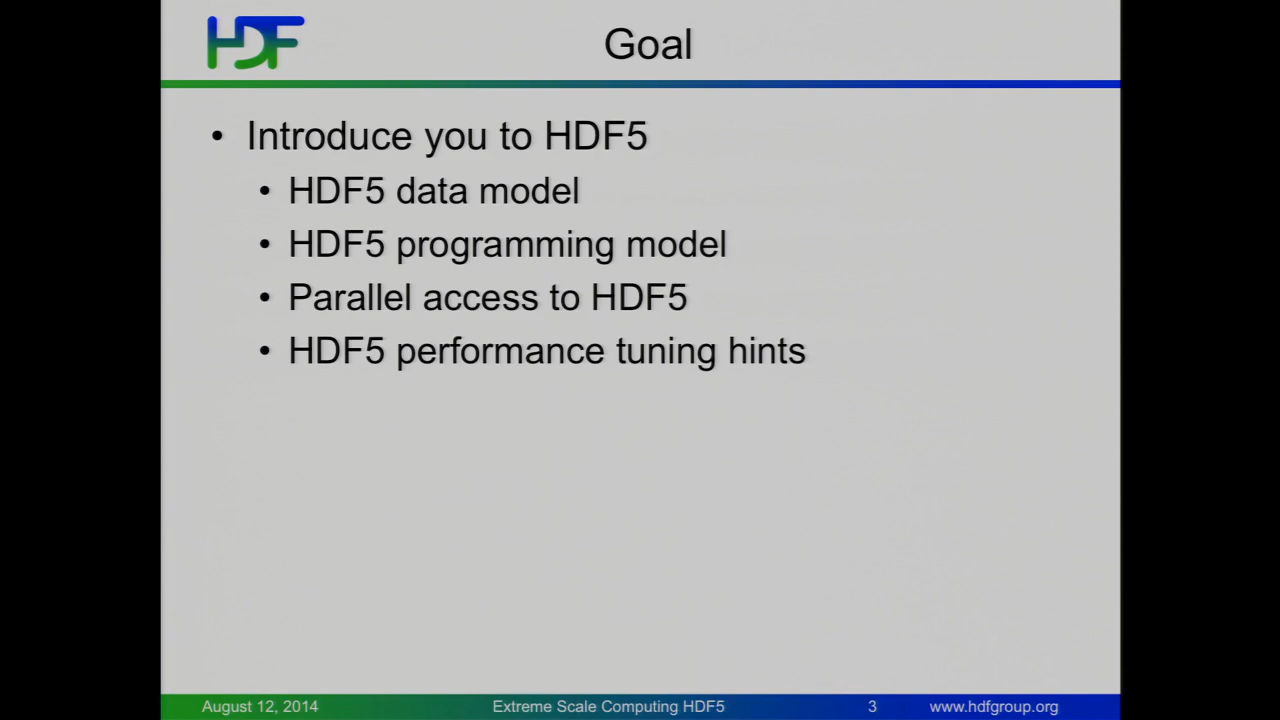 HDF
Goal
• Introduce you to HDF5
• HDF5 data model
• HDF5 programming model
• Parallel access to HDF5
• HDF5 performance tuning hints
August 12, 2014 Extreme Scale Computing HDF5 3 www.hdfgroup.org